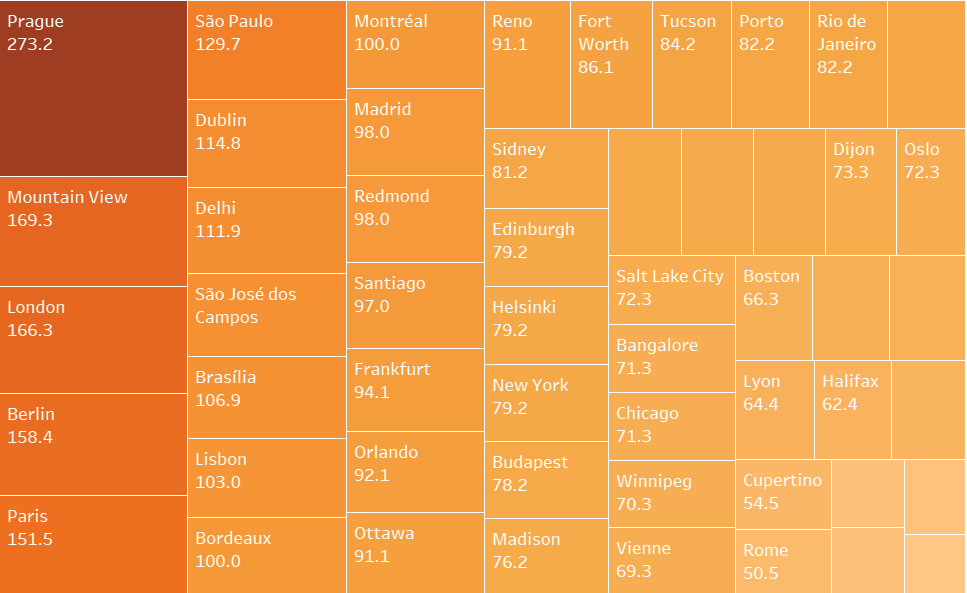 Prague
273.2
Mountain View
169.3
London
166.3
Berlin
158.4
Paris
151.5
São Paulo
129.7
Dublin
114.8
Delhi
111.9
São José dos
Campos
Brasília
106.9
Lisbon
103.0
Bordeaux
100.0
Montréal
100.0
Madrid
98.0
Redmond
98.0
Santiago
97.0
Frankfurt
94.1
Orlando
92.1
Ottawa
91.1
Reno
91.1
Fort
Worth
86.1
Tucson
84.2
Porto
82.2
Rio de
Janeiro
82.2
Sidney
81.2
Edinburgh
79.2
Helsinki
79.2
New York
79.2
Budapest
78.2
Madison
76.2
Dijon
73.3
Oslo
72.3
Salt Lake City
72.3
Bangalore
71.3
Chicago
71.3
Winnipeg
70.3
Vienne
69.3
Boston
66.3
Lyon
64.4
Halifax
62.4
Cupertino
54.5
Rome
50.5